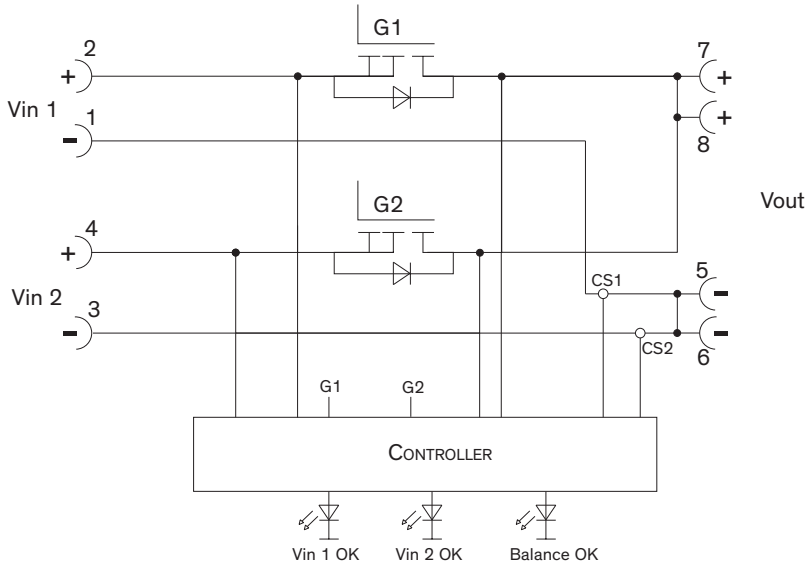 G1
2
7
+
+
Vin 1
1
+
-
8
G2
4
Vout
+
5
CS1
-
Vin 2
3
-
-
CS2
6
G1
G2
CONTROLLER
Vin 1 OK
Vin 2 OK
Balance OK